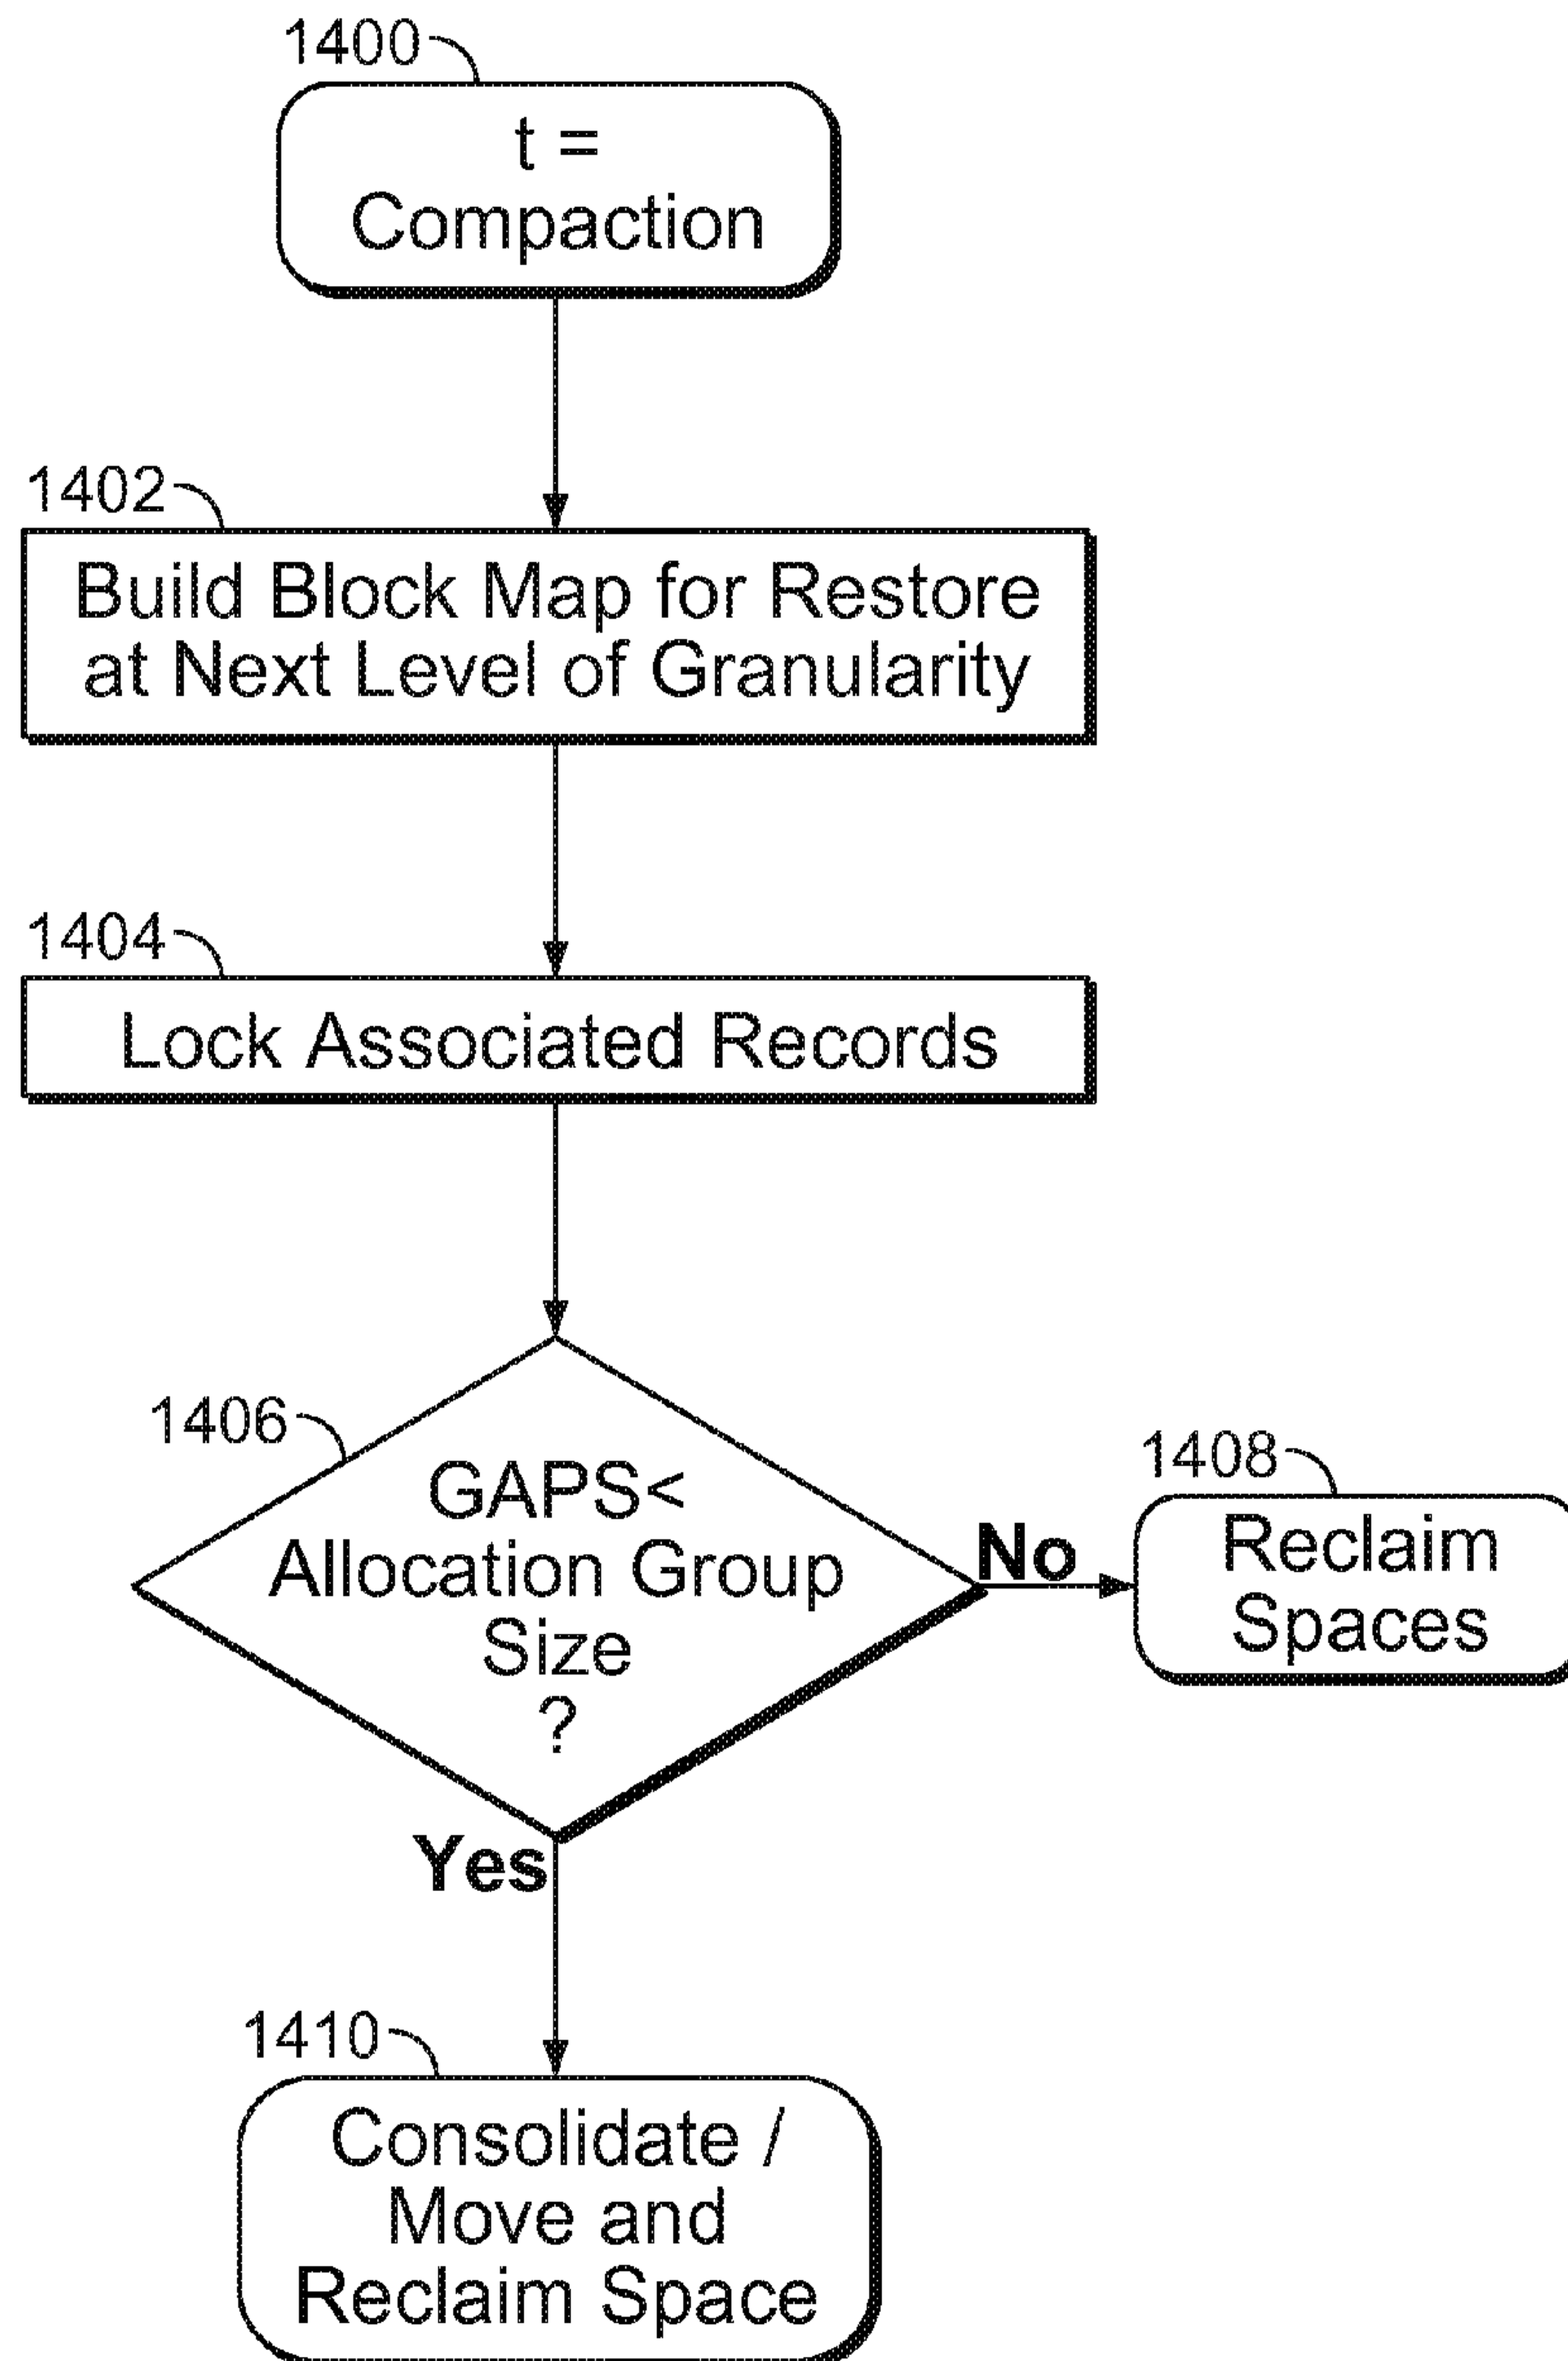 1400
t =
Compaction
1402
Build Block Map for Restore
at Next Level of Granularity
1404
Lock Associated Records
1406
GAPS<
Allocation Group
Size
?
No
1408
Reclaim
Spaces
Yes
1410
Consolidate /
Move and
Reclaim Space